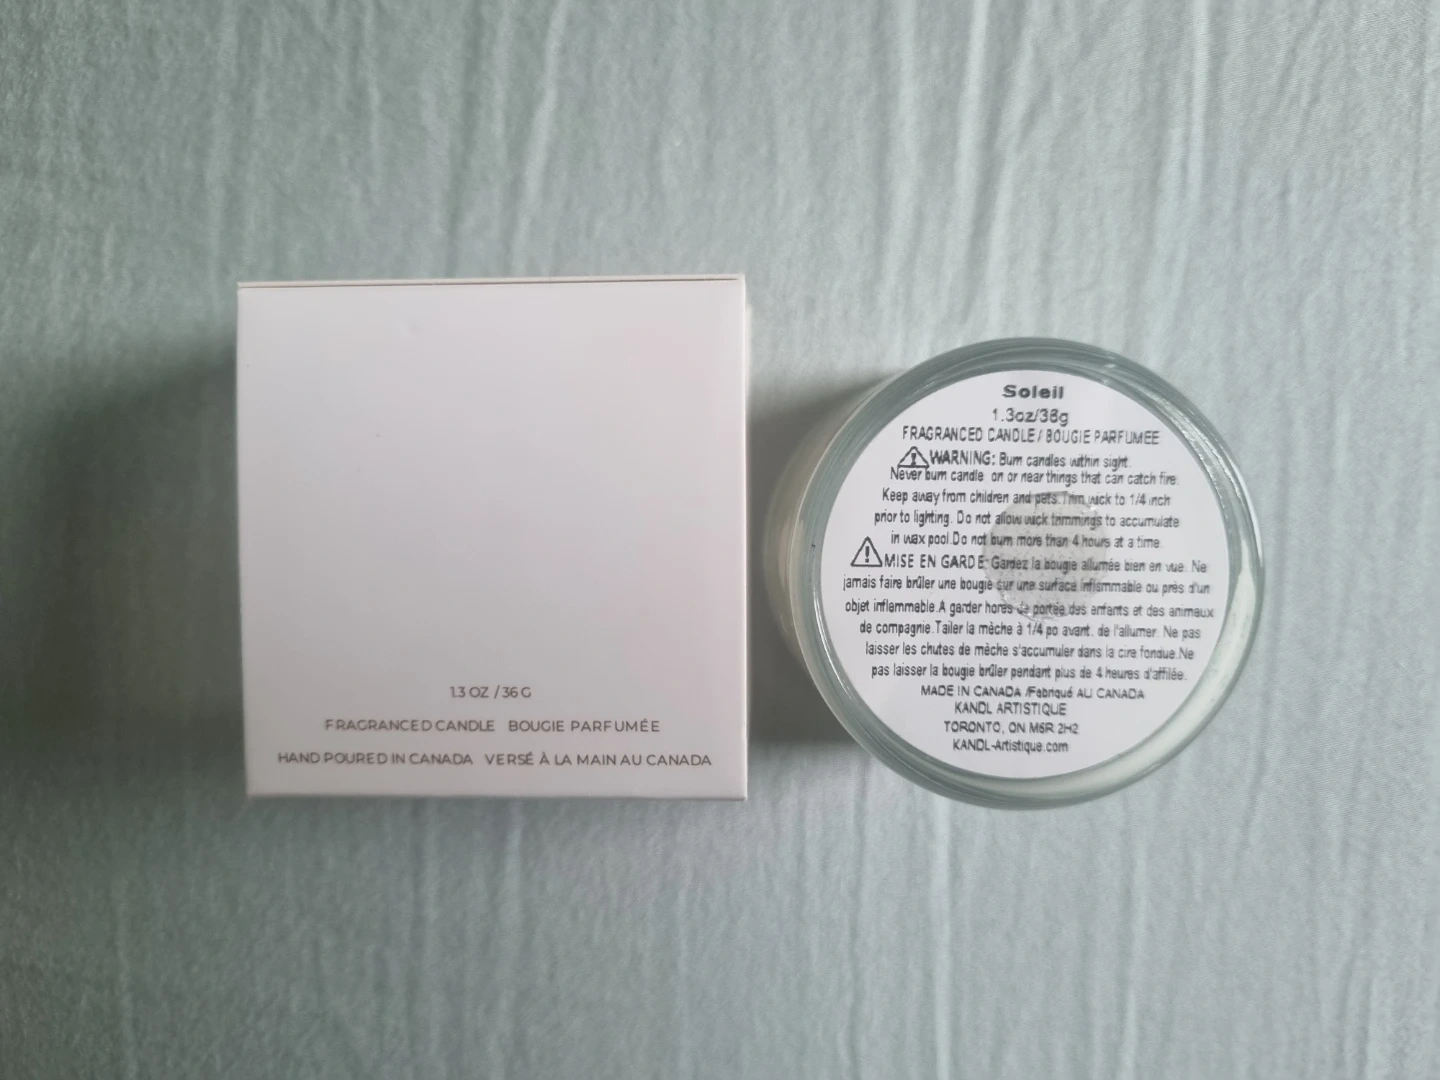 1.3 OZ / 36 G
FRAGRANCED CANDLE BOUGIE PARFUMÉE
HAND POURED IN CANADA VERSÉ À LA MAIN AU CANADA
Soleil
1.3oz/36g
FRAGRANCED CANDLE / BOUGIE PARFUMEE
WARNING: Burn candles within sight.
Never burn candle on or near things that can catch fire.
Keep away from children and pets. Trim wick to 1/4 inch
prior to lighting. Do not allow wick trimmings to accumulate
in wax pool.Do not burn more than 4 hours at a time.
MISE EN GARDE: Gardez la bougie allumée bien en vue. Ne
jamais faire brûler une bougie sur une surface inflammable ou près d'un
objet inflammable.A garder hores de portée des enfants et des animaux
de compagnie.Tailer la mèche à 1/4 po avant. de l'allumer. Ne pas
laisser les chutes de mèche s'accumuler dans la cire fondue.Ne
pas laisser la bougie brûler pendant plus de 4 heures d'affilée.
MADE IN CANADA /Fabriqué AU CANADA
KANDL ARTISTIQUE
TORONTO, ON M6R 2H2
KANDL-Artistique.com